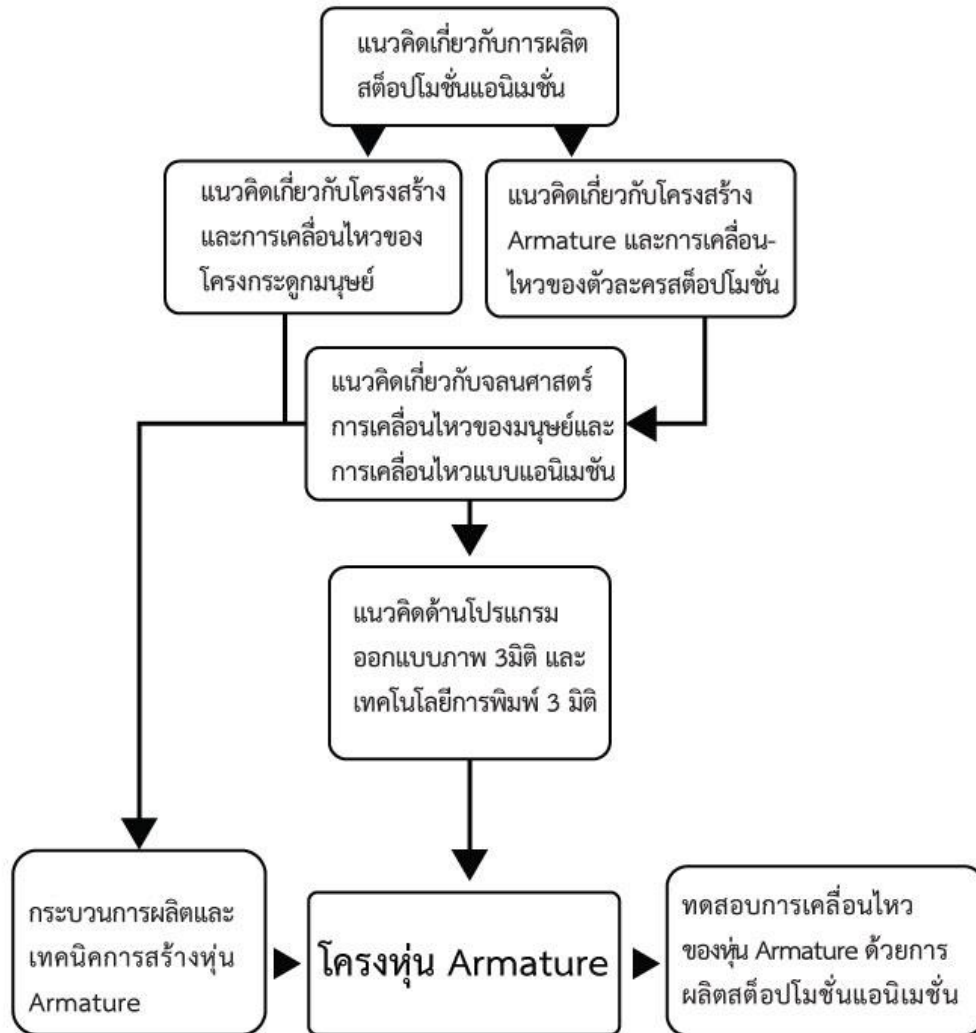 แนวคิดเกี่ยวกับการผลิต
สต็อปโมชั่นแอนิเมชั่น
แนวคิดเกี่ยวกับโครงสร้าง
และการเคลื่อนไหวของ
โครงกระดูกมนุษย์
แนวคิดเกี่ยวกับโครงสร้าง
Armature และการเคลื่อน-
ไหวของตัวละครสต็อปโมชั่น
แนวคิดเกี่ยวกับจลนศาสตร์
การเคลื่อนไหวของมนุษย์และ
การเคลื่อนไหวแบบแอนิเมชัน
แนวคิดด้านโปรแกรม
ออกแบบภาพ 3มิติ และ
เทคโนโลยีการพิมพ์ 3 มิติ
กระบวนการผลิตและ
เทคนิคการสร้างหุ่น
Armature
โครงหุ่น Armature
ทดสอบการเคลื่อนไหว
ของหุ่น Armature ด้วยการ
ผลิตสต็อปโมชั่นแอนิเมชั่น